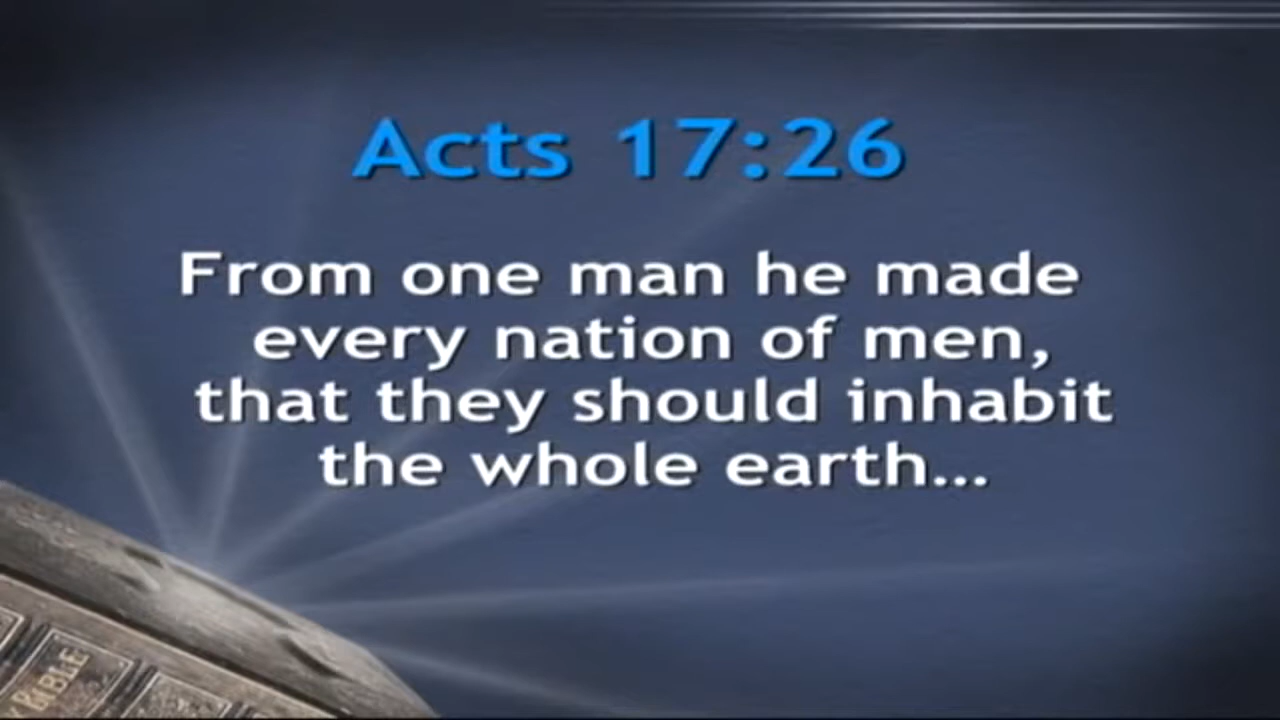 Acts 17:26
From one man he made
every nation of men,
that they should inhabit
the whole earth...
BIBLE